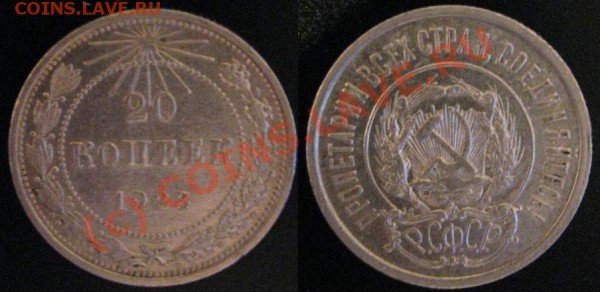 COINS.LAVE.RU
20
КОПЕЕК
ПРОЛЕТАРИИ ВСЕХ СТРАН, СОЕДИНЯЙТЕСЬ!
Р.С.Ф.С.Р.
(c) COINS.LAVE.RU